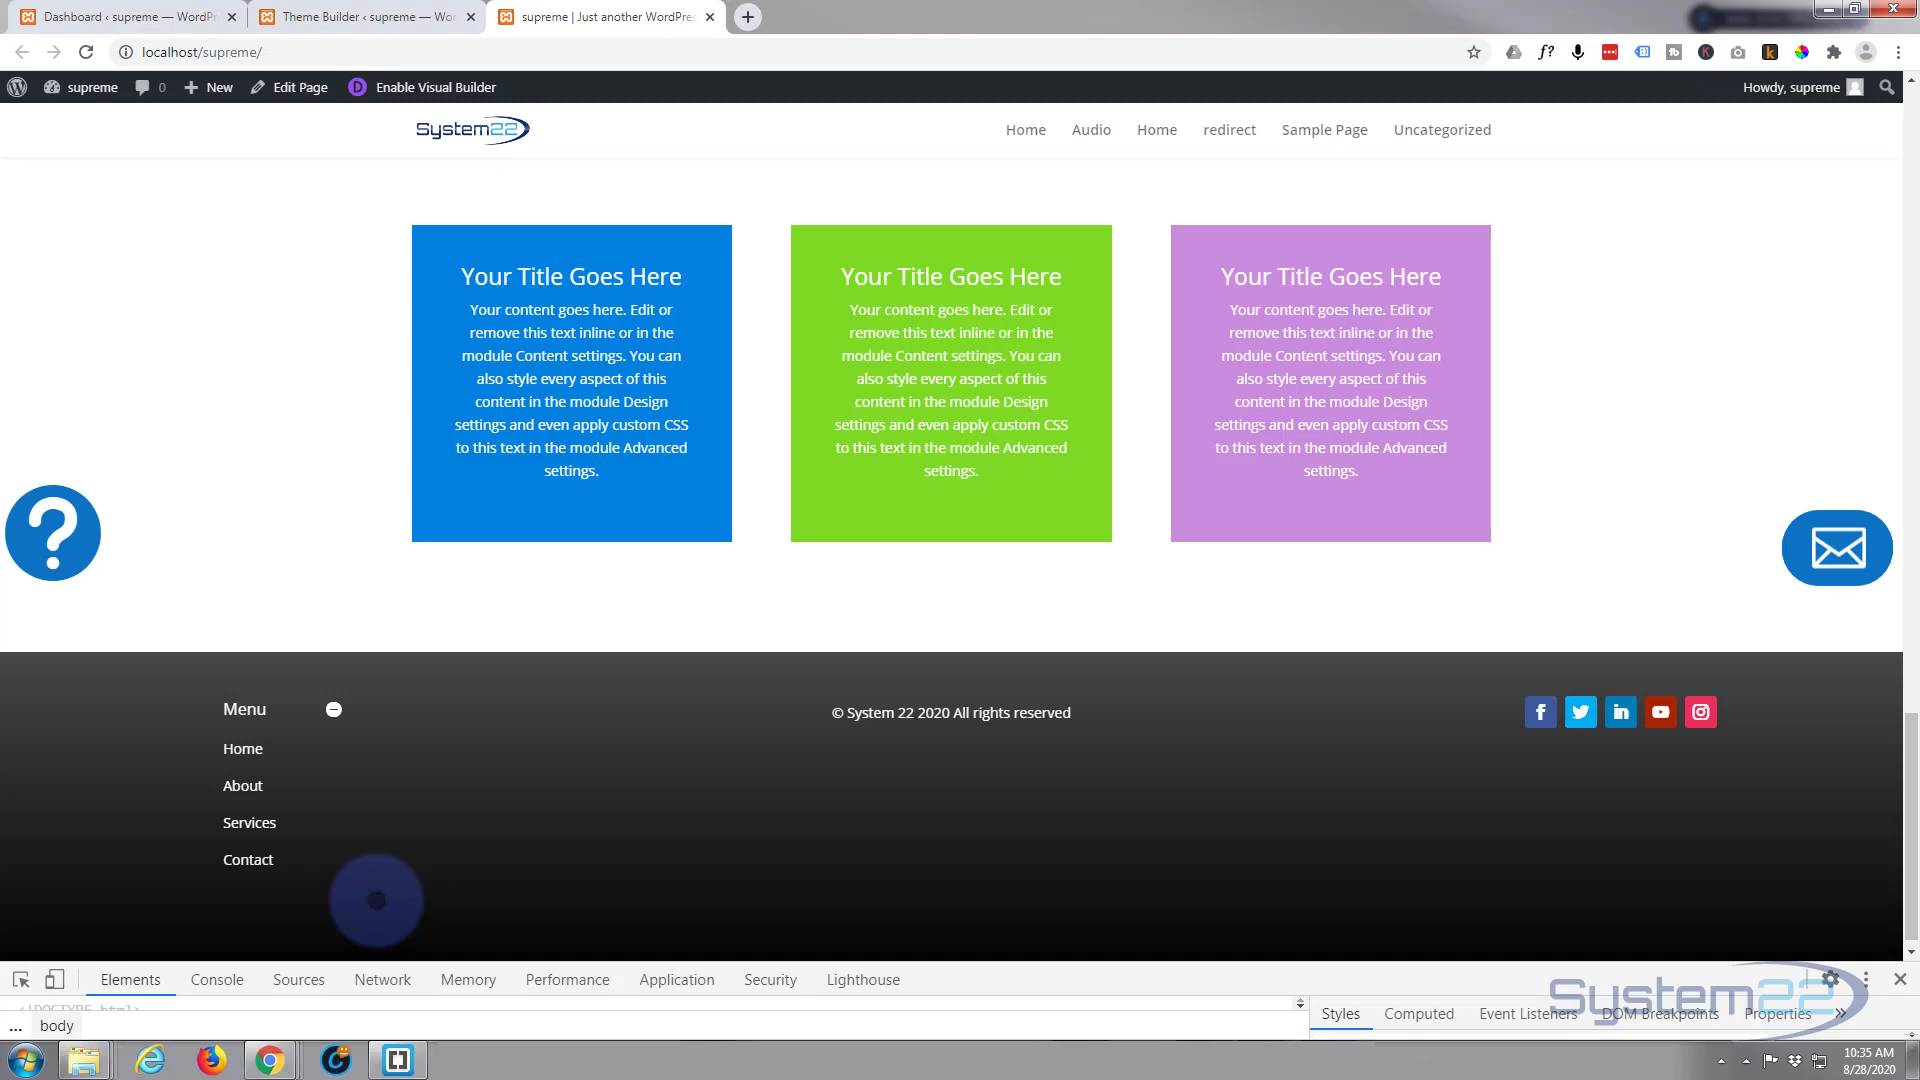 Dashboard ‹ supreme — WordPr
Theme Builder ‹ supreme — Wo
supreme | Just another WordPres
localhost/supreme/
supreme 0 New Edit Page Enable Visual Builder Howdy, supreme
System22
Home Audio Home redirect Sample Page Uncategorized
Your Title Goes Here
Your content goes here. Edit or
remove this text inline or in the
module Content settings. You can
also style every aspect of this
content in the module Design
settings and even apply custom CSS
to this text in the module Advanced
settings.
Your Title Goes Here
Your content goes here. Edit or
remove this text inline or in the
module Content settings. You can
also style every aspect of this
content in the module Design
settings and even apply custom CSS
to this text in the module Advanced
settings.
Your Title Goes Here
Your content goes here. Edit or
remove this text inline or in the
module Content settings. You can
also style every aspect of this
content in the module Design
settings and even apply custom CSS
to this text in the module Advanced
settings.
Menu
Home
About
Services
Contact
© System 22 2020 All rights reserved
Elements Console Sources Network Memory Performance Application Security Lighthouse
<!DOCTYPE html>
... body
Styles Computed Event Listeners DOM Breakpoints Properties »
System22
10:35 AM
8/28/2020